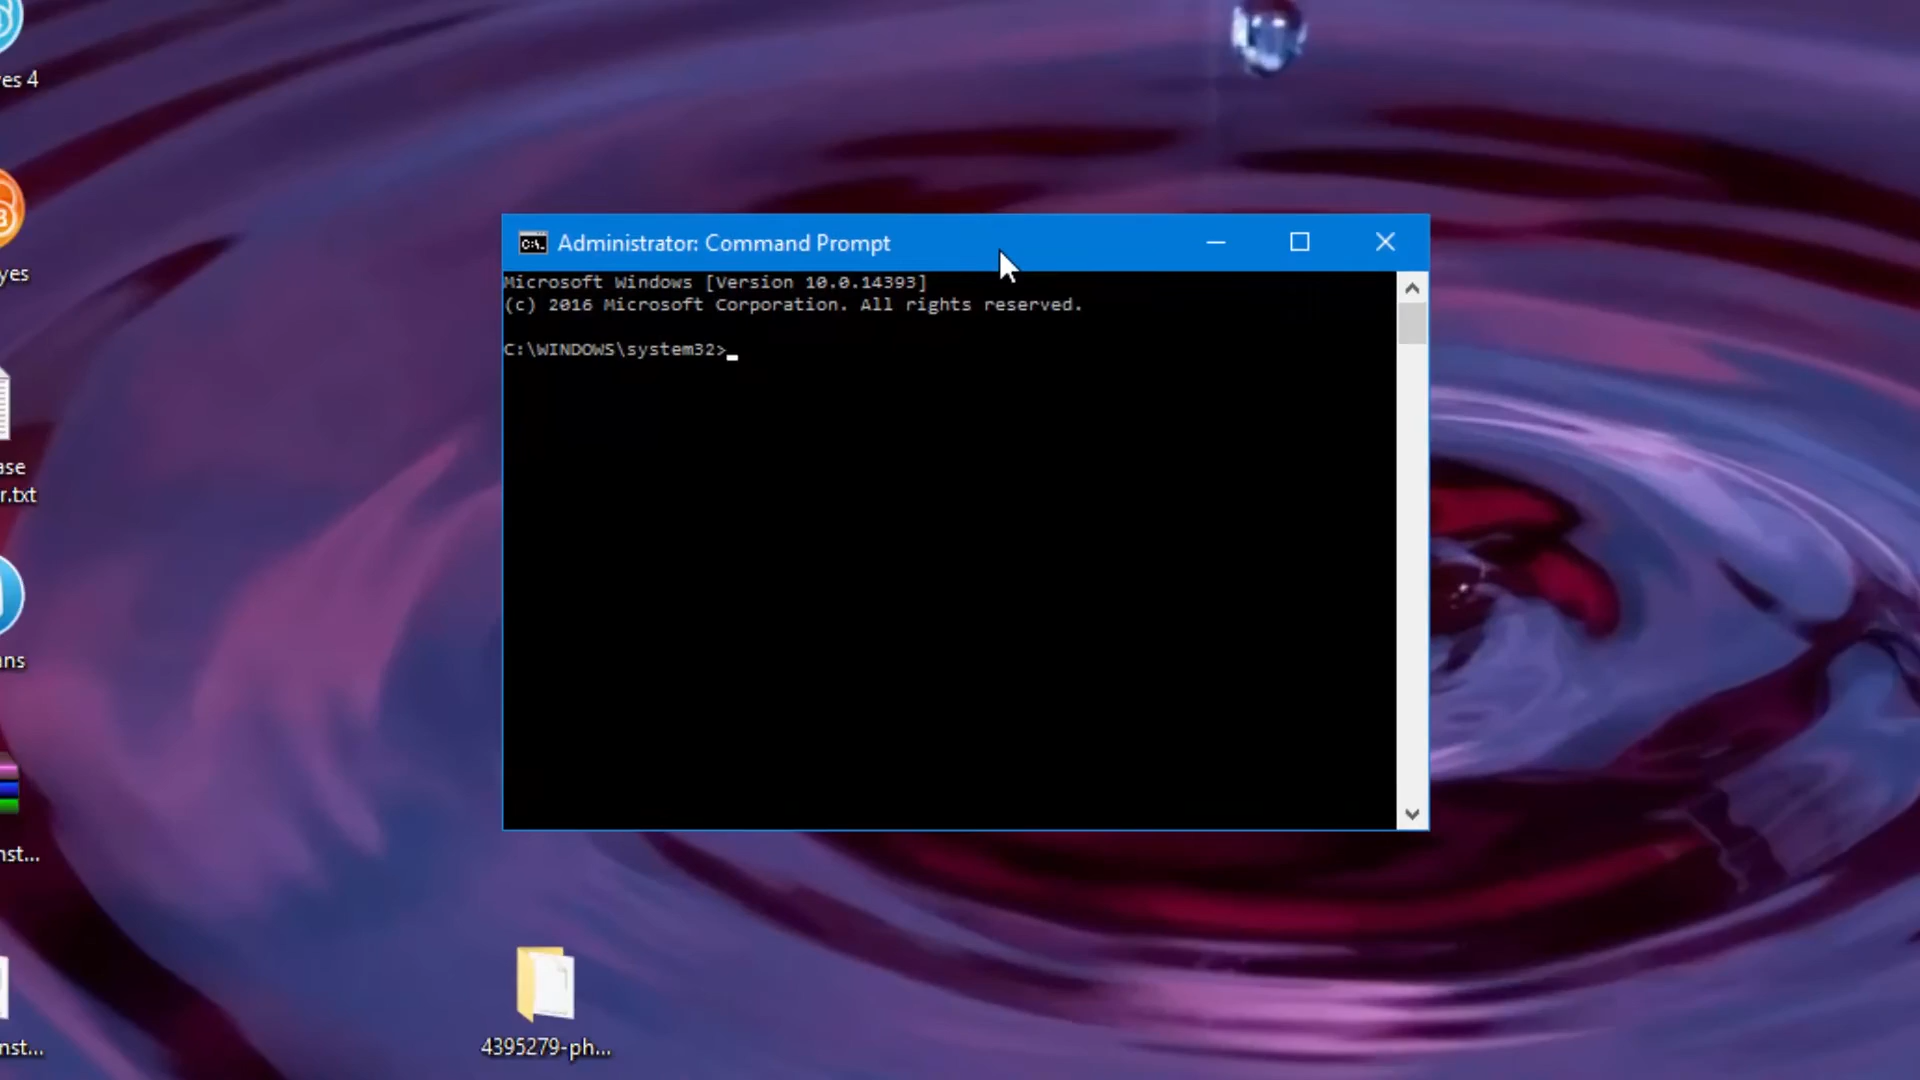 es 4
yes
ase
r.txt
ns
nst...
nst...
Administrator: Command Prompt
Microsoft Windows [Version 10.0.14393]
(c) 2016 Microsoft Corporation. All rights reserved.
C:\WINDOWS\system32>
4395279-ph...